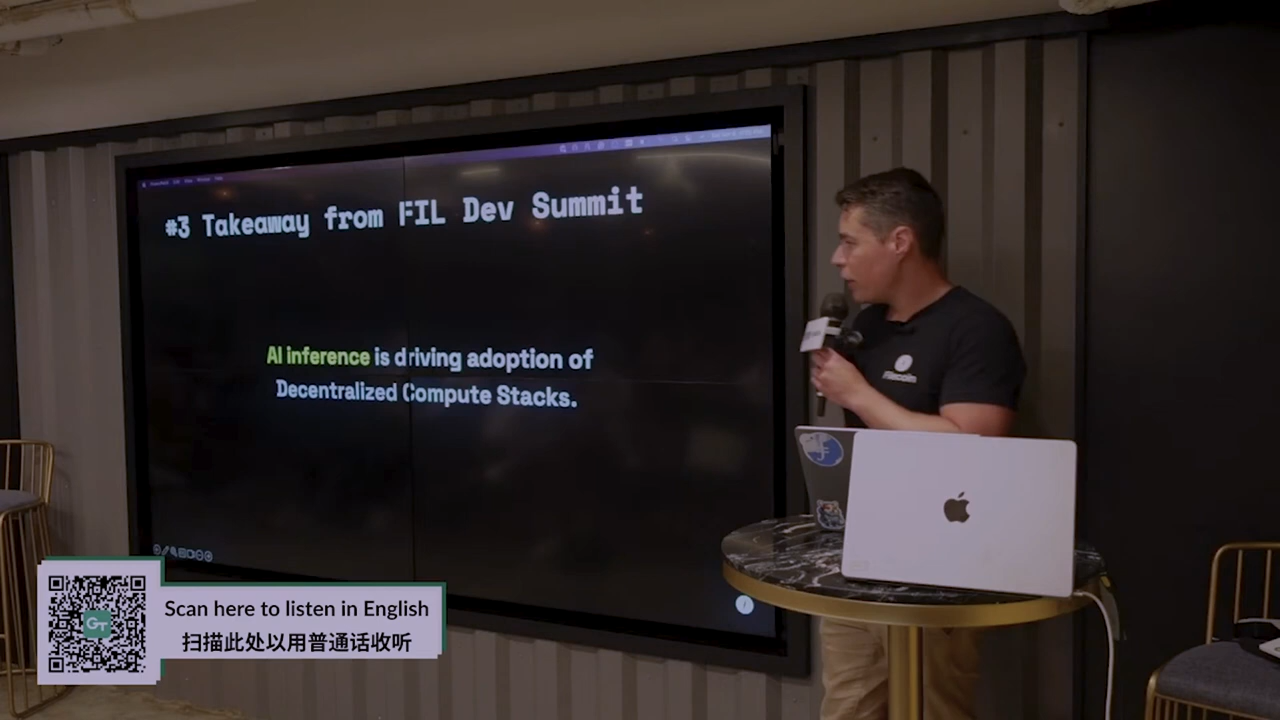 #3 Takeaway from FIL Dev Summit
AI inference is driving adoption of
Decentralized Compute Stacks.
Filecoin
GT
Scan here to listen in English
扫描此处以用普通话收听